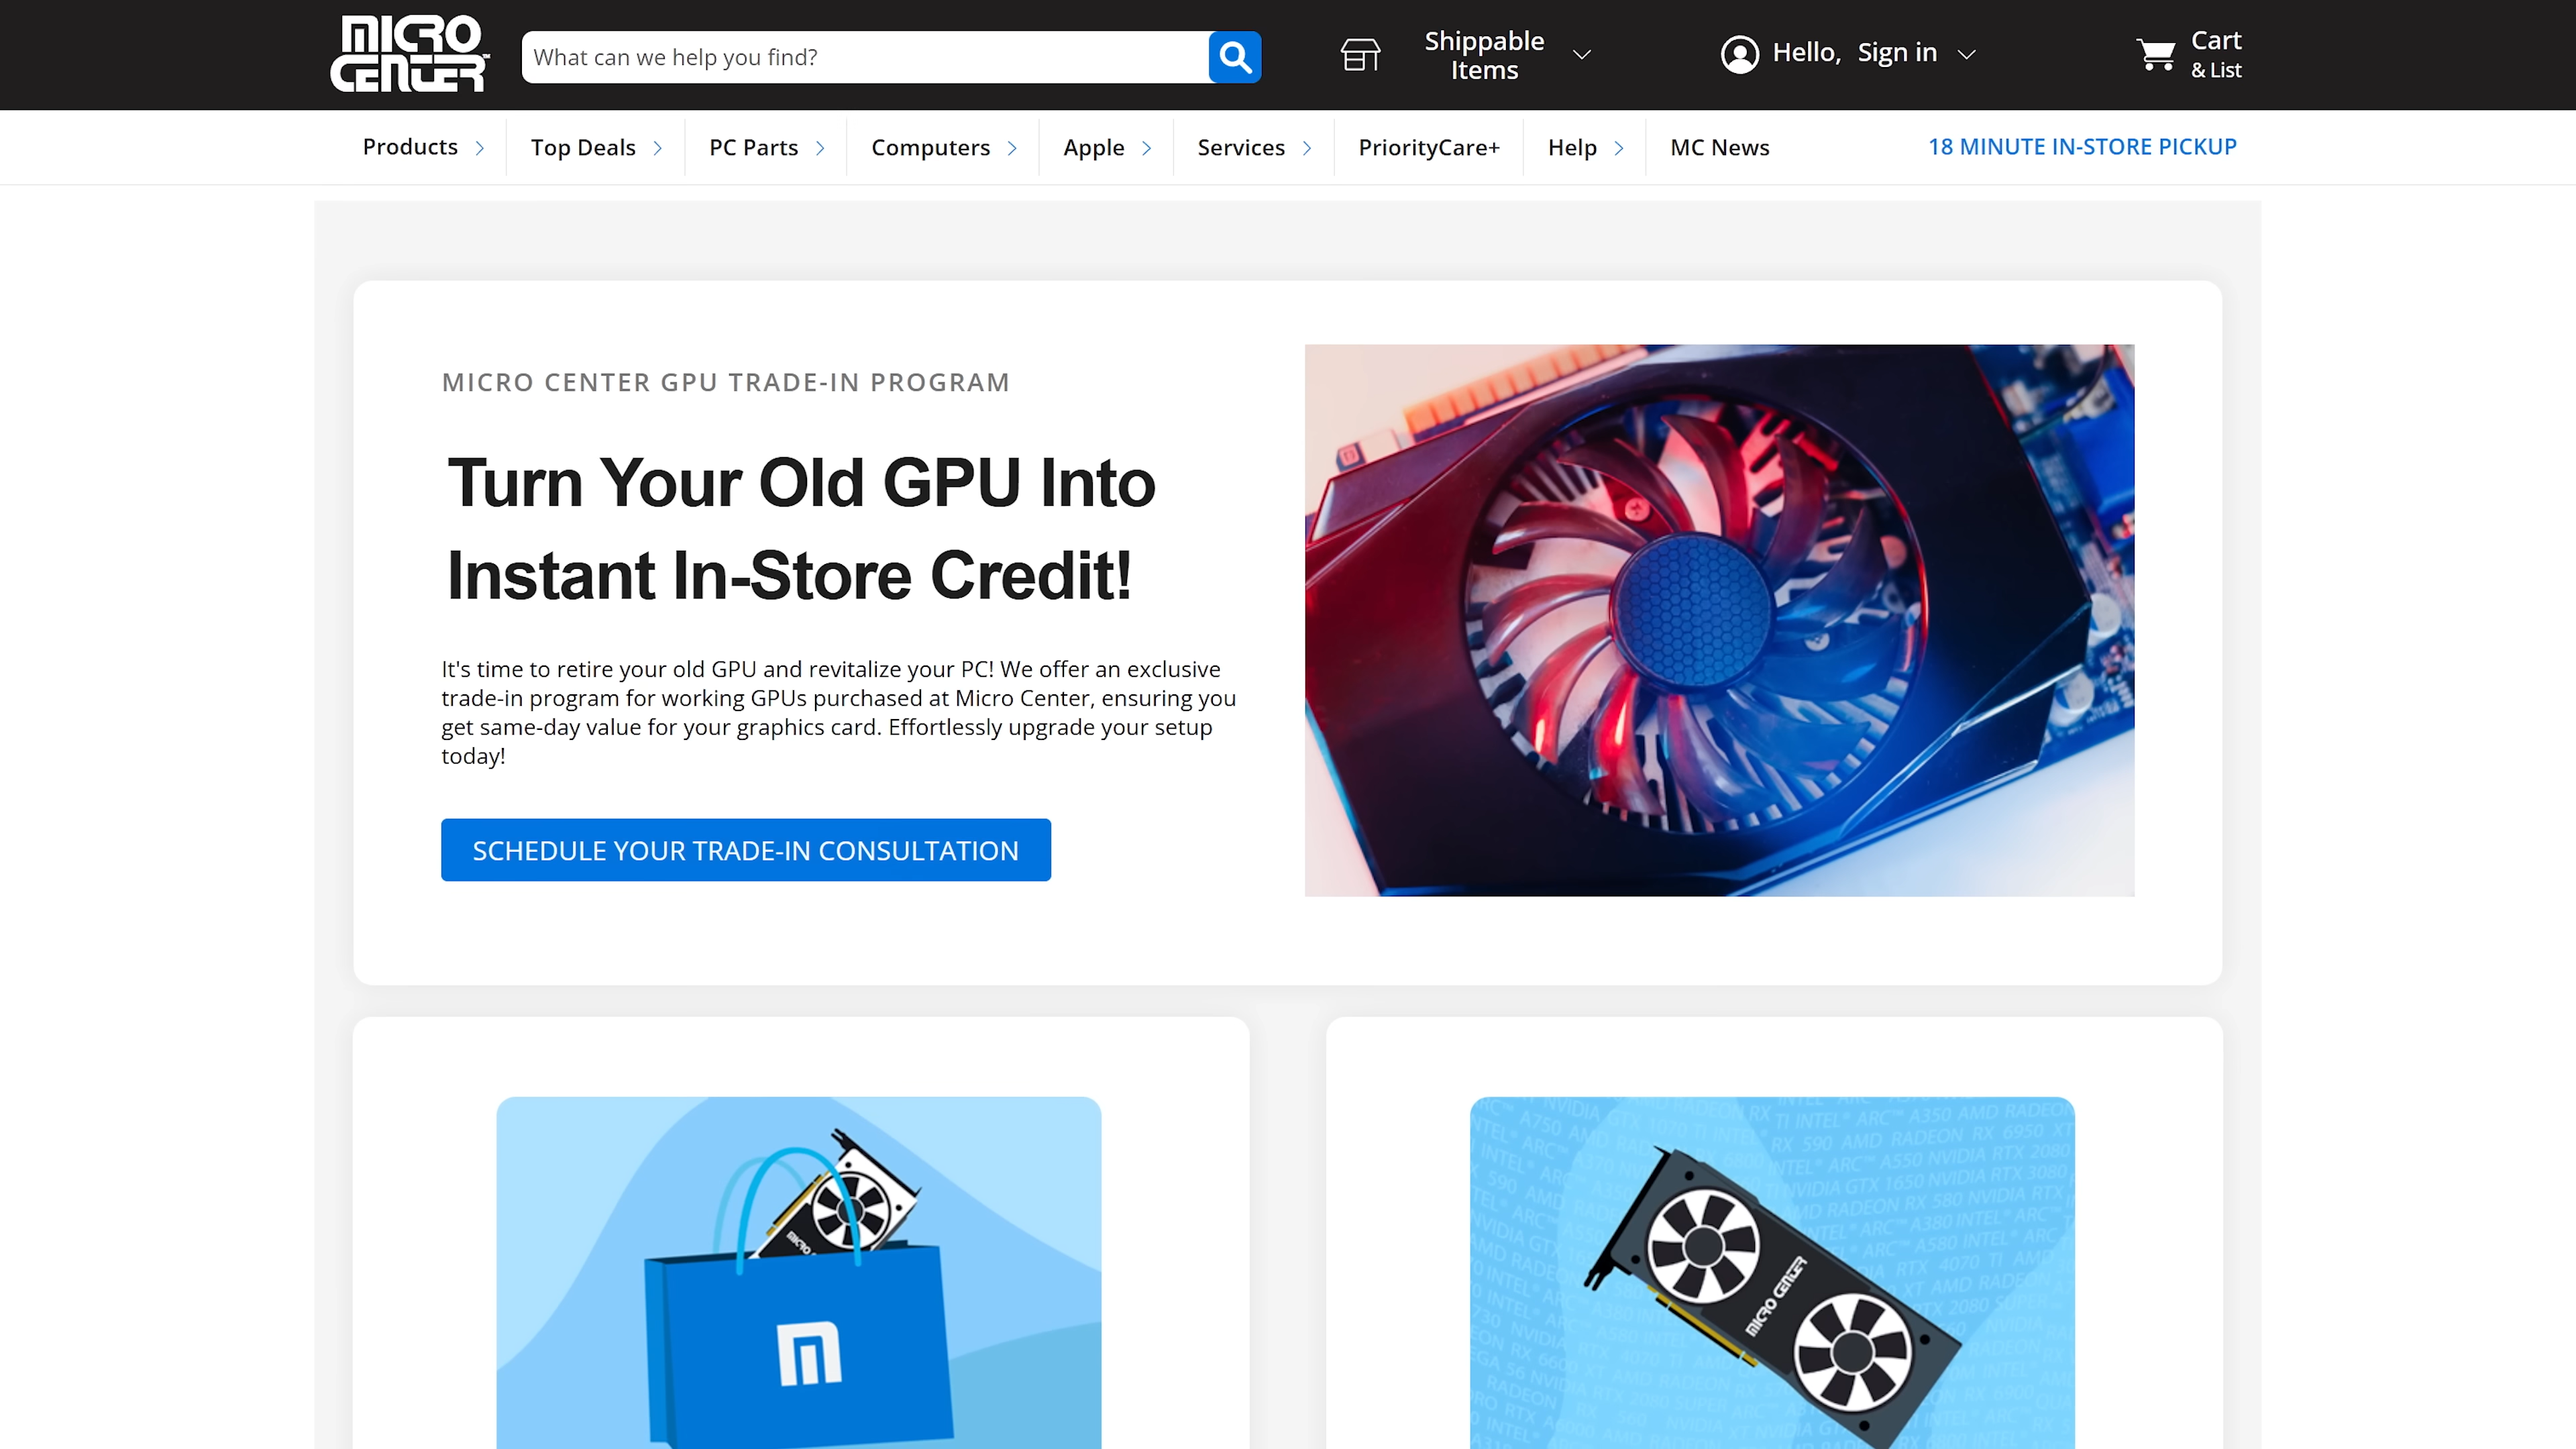 MICRO CENTER
What can we help you find?
Shippable
Items
Hello, Sign in
Cart
& List
Products
Top Deals
PC Parts
Computers
Apple
Services
PriorityCare+
Help
MC News
18 MINUTE IN-STORE PICKUP
MICRO CENTER GPU TRADE-IN PROGRAM
Turn Your Old GPU Into
Instant In-Store Credit!
It's time to retire your old GPU and revitalize your PC! We offer an exclusive
trade-in program for working GPUs purchased at Micro Center, ensuring you
get same-day value for your graphics card. Effortlessly upgrade your setup
today!
SCHEDULE YOUR TRADE-IN CONSULTATION
MICRO CENTER